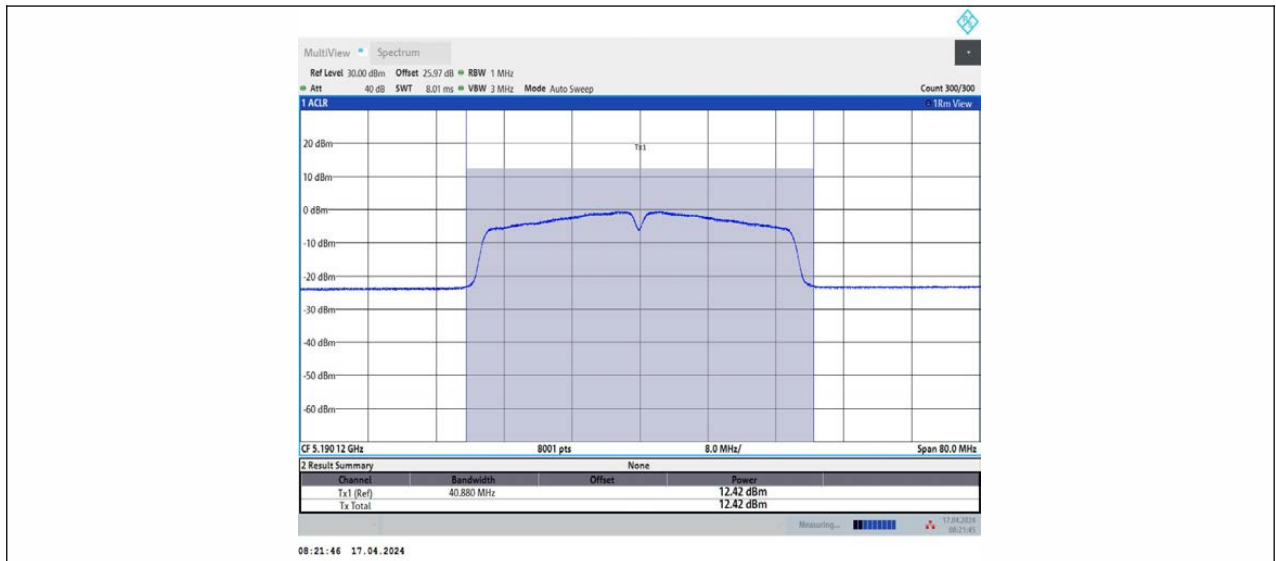 MultiView Spectrum
Ref Level 30.00 dBm Offset 25.97 dB RBW 1 MHz
Att 40 dB SWT 8.01 ms VBW 3 MHz Mode Auto Sweep Count 300/300
1 ACLR 1Rm View
Tx1
20 dBm
10 dBm
0 dBm
-10 dBm
-20 dBm
-30 dBm
-40 dBm
-50 dBm
-60 dBm
CF 5.190 12 GHz 8001 pts 8.0 MHz/ Span 80.0 MHz
2 Result Summary None
Channel Bandwidth Offset Power
Tx1 (Ref) 40.880 MHz 12.42 dBm
Tx Total 12.42 dBm
Measuring... 17.04.2024
08:21:45
08:21:46 17.04.2024